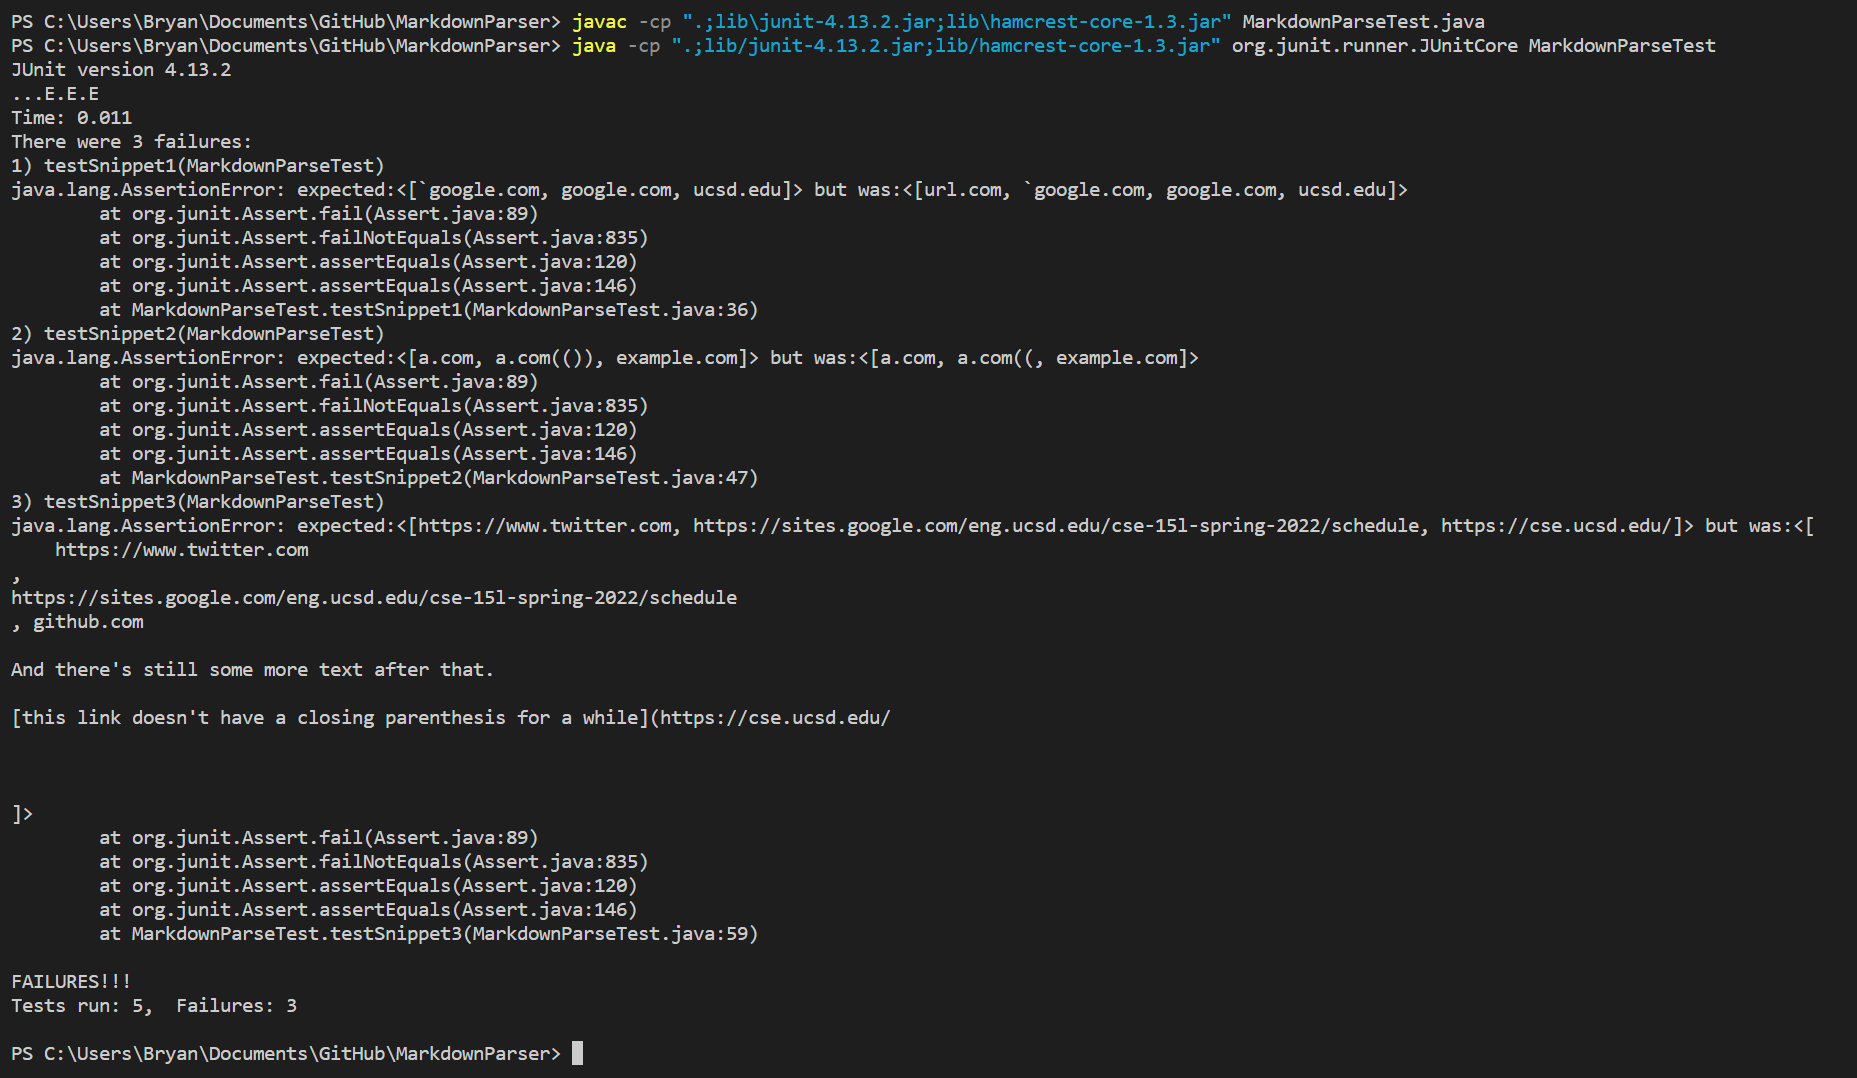 PS C:\Users\Bryan\Documents\GitHub\MarkdownParser> javac -cp ".;lib\junit-4.13.2.jar;lib\hamcrest-core-1.3.jar" MarkdownParseTest.java
PS C:\Users\Bryan\Documents\GitHub\MarkdownParser> java -cp ".;lib/junit-4.13.2.jar;lib/hamcrest-core-1.3.jar" org.junit.runner.JUnitCore MarkdownParseTest
JUnit version 4.13.2
...E.E.E
Time: 0.011
There were 3 failures:
1) testSnippet1(MarkdownParseTest)
java.lang.AssertionError: expected:<[`google.com, google.com, ucsd.edu]> but was:<[url.com, `google.com, google.com, ucsd.edu]>
        at org.junit.Assert.fail(Assert.java:89)
        at org.junit.Assert.failNotEquals(Assert.java:835)
        at org.junit.Assert.assertEquals(Assert.java:120)
        at org.junit.Assert.assertEquals(Assert.java:146)
        at MarkdownParseTest.testSnippet1(MarkdownParseTest.java:36)
2) testSnippet2(MarkdownParseTest)
java.lang.AssertionError: expected:<[a.com, a.com(()), example.com]> but was:<[a.com, a.com((, example.com]>
        at org.junit.Assert.fail(Assert.java:89)
        at org.junit.Assert.failNotEquals(Assert.java:835)
        at org.junit.Assert.assertEquals(Assert.java:120)
        at org.junit.Assert.assertEquals(Assert.java:146)
        at MarkdownParseTest.testSnippet2(MarkdownParseTest.java:47)
3) testSnippet3(MarkdownParseTest)
java.lang.AssertionError: expected:<[https://www.twitter.com, https://sites.google.com/eng.ucsd.edu/cse-15l-spring-2022/schedule, https://cse.ucsd.edu/]> but was:<[
    https://www.twitter.com
,
https://sites.google.com/eng.ucsd.edu/cse-15l-spring-2022/schedule
, github.com

And there's still some more text after that.

[this link doesn't have a closing parenthesis for a while](https://cse.ucsd.edu/



]>
        at org.junit.Assert.fail(Assert.java:89)
        at org.junit.Assert.failNotEquals(Assert.java:835)
        at org.junit.Assert.assertEquals(Assert.java:120)
        at org.junit.Assert.assertEquals(Assert.java:146)
        at MarkdownParseTest.testSnippet3(MarkdownParseTest.java:59)

FAILURES!!!
Tests run: 5,  Failures: 3

PS C:\Users\Bryan\Documents\GitHub\MarkdownParser>